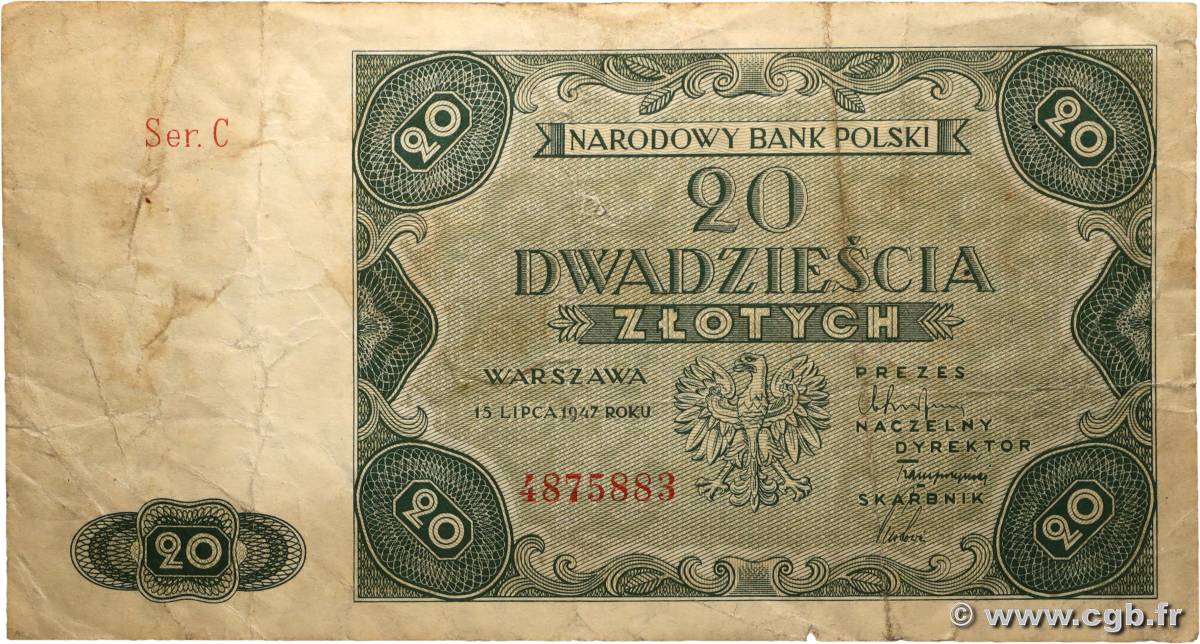 Ser. C
20
20
NARODOWY BANK POLSKI
20
DWADZIEŚCIA
ZŁOTYCH
WARSZAWA
15 LIPCA 1947 ROKU
PREZES
NACZELNY
DYREKTOR
4875883
SKARBNIK
20
20
20
© www.cgb.fr